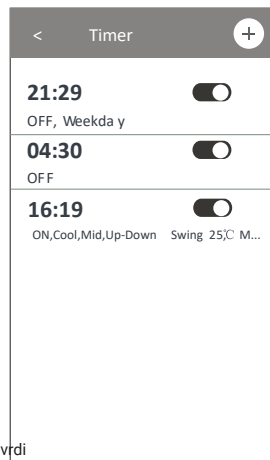 < Timer +
21:29
OFF, Weekda y
04:30
OFF
16:19
ON,Cool,Mid,Up-Down Swing 25℃ M...
vrdi